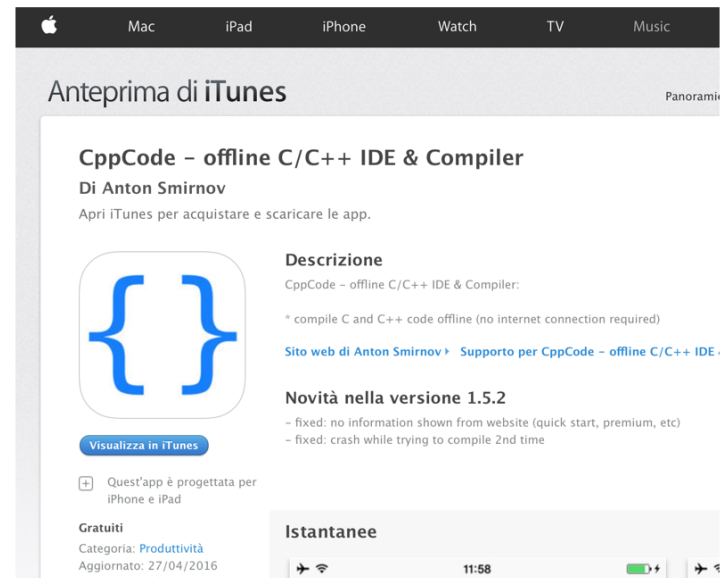 Mac iPad iPhone Watch TV Music
Anteprima di iTunes
CppCode – offline C/C++ IDE & Compiler
Di Anton Smirnov
Apri iTunes per acquistare e scaricare le app.
{ }
Visualizza in iTunes
Quest'app è progettata per
iPhone e iPad
Gratuiti
Categoria: Produttività
Aggiornato: 27/04/2016
Descrizione
CppCode – offline C/C++ IDE & Compiler:
* compile C and C++ code offline (no internet connection required)
Sito web di Anton Smirnov Supporto per CppCode – offline C/C++ IDE
Novità nella versione 1.5.2
– fixed: no information shown from website (quick start, premium, etc)
– fixed: crash while trying to compile 2nd time
Istantanee
11:58